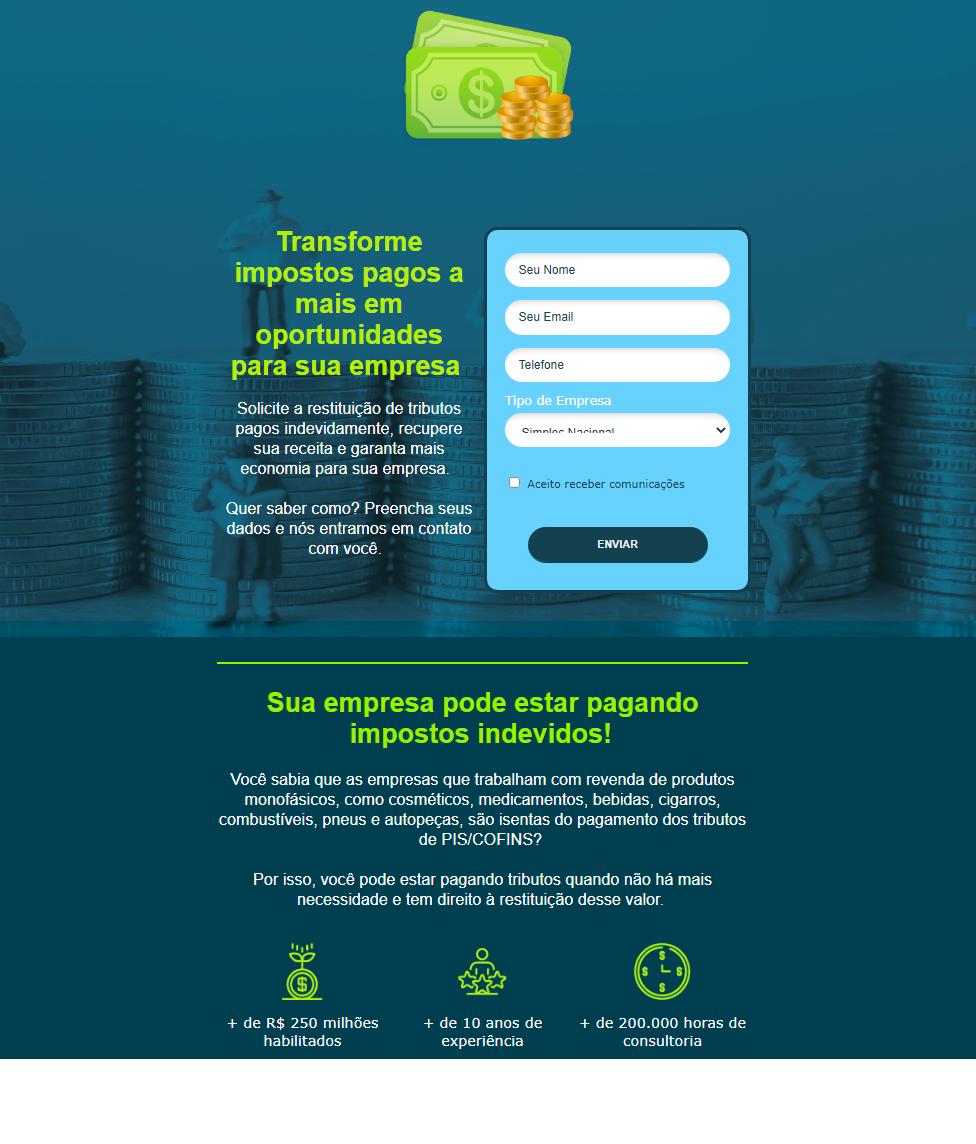 $
Transforme
impostos pagos a
mais em
oportunidades
para sua empresa
Solicite a restituição de tributos
pagos indevidamente, recupere
sua receita e garanta mais
economia para sua empresa.
Quer saber como? Preencha seus
dados e nós entramos em contato
com você.
Seu Nome
Seu Email
Telefone
Tipo de Empresa
Simples Nacional
Aceito receber comunicações
ENVIAR
Sua empresa pode estar pagando
impostos indevidos!
Você sabia que as empresas que trabalham com revenda de produtos
monofásicos, como cosméticos, medicamentos, bebidas, cigarros,
combustíveis, pneus e autopeças, são isentas do pagamento dos tributos
de PIS/COFINS?
Por isso, você pode estar pagando tributos quando não há mais
necessidade e tem direito à restituição desse valor.
$
$
$ $
$
+ de R$ 250 milhões
habilitados
+ de 10 anos de
experiência
+ de 200.000 horas de
consultoria